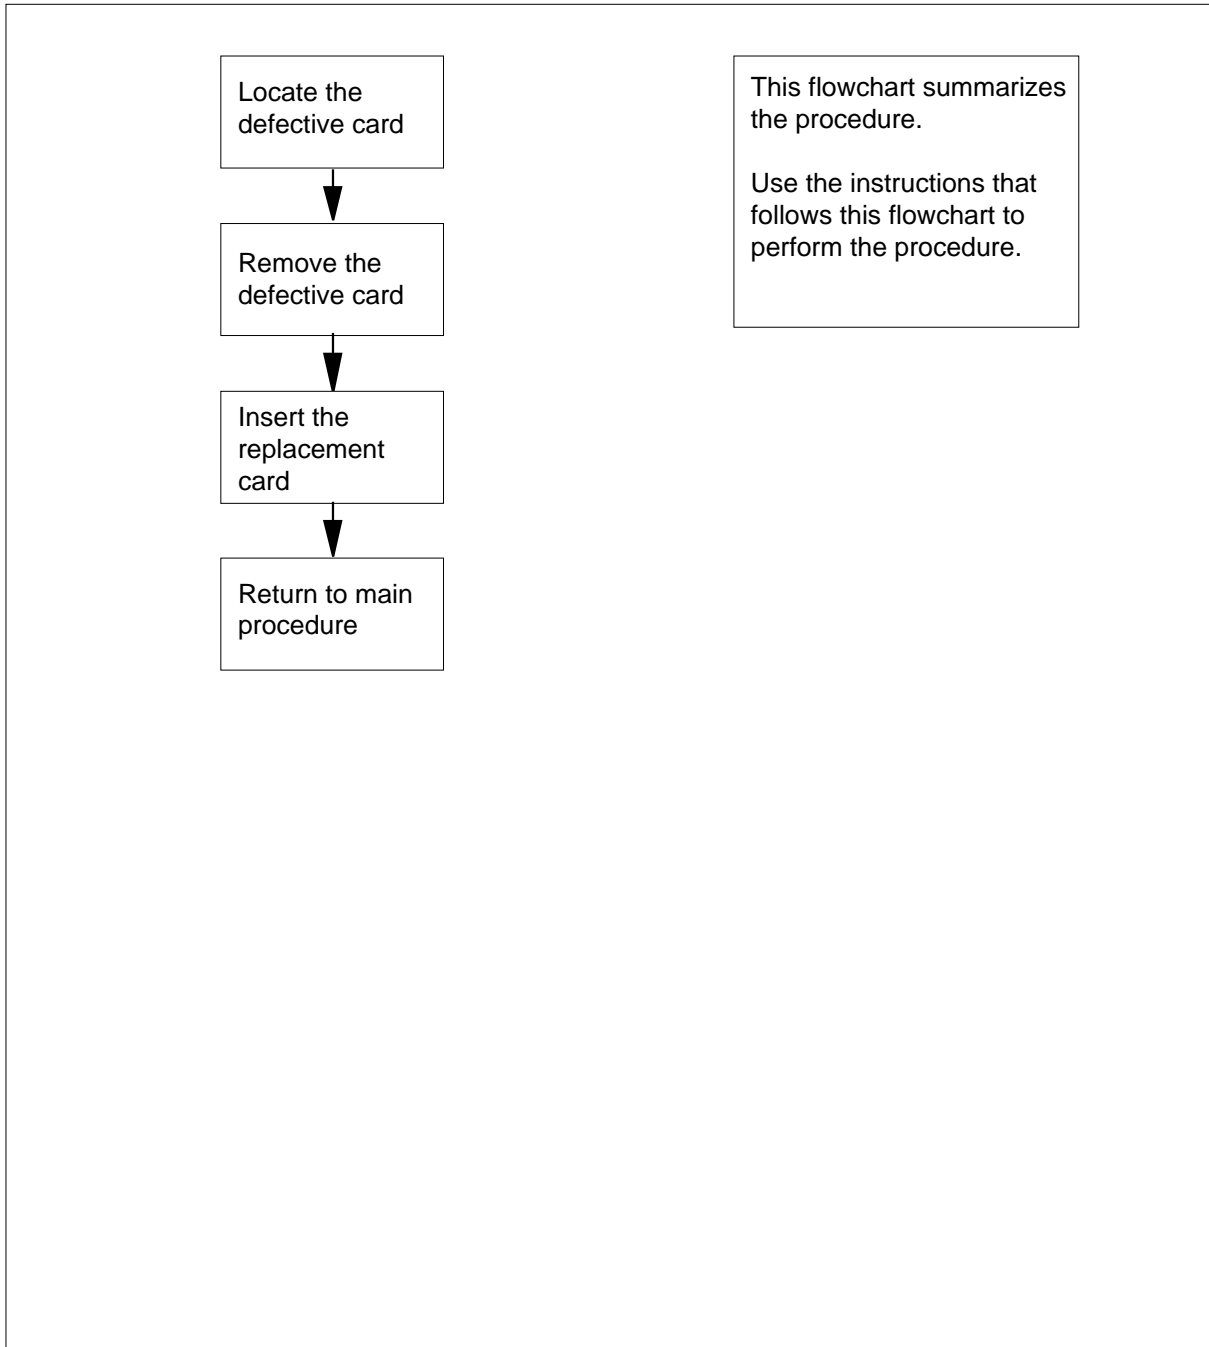 Locate the
defective card
Remove the
defective card
Insert the
replacement
card
Return to main
procedure
This flowchart summarizes
the procedure.
Use the instructions that
follows this flowchart to
perform the procedure.